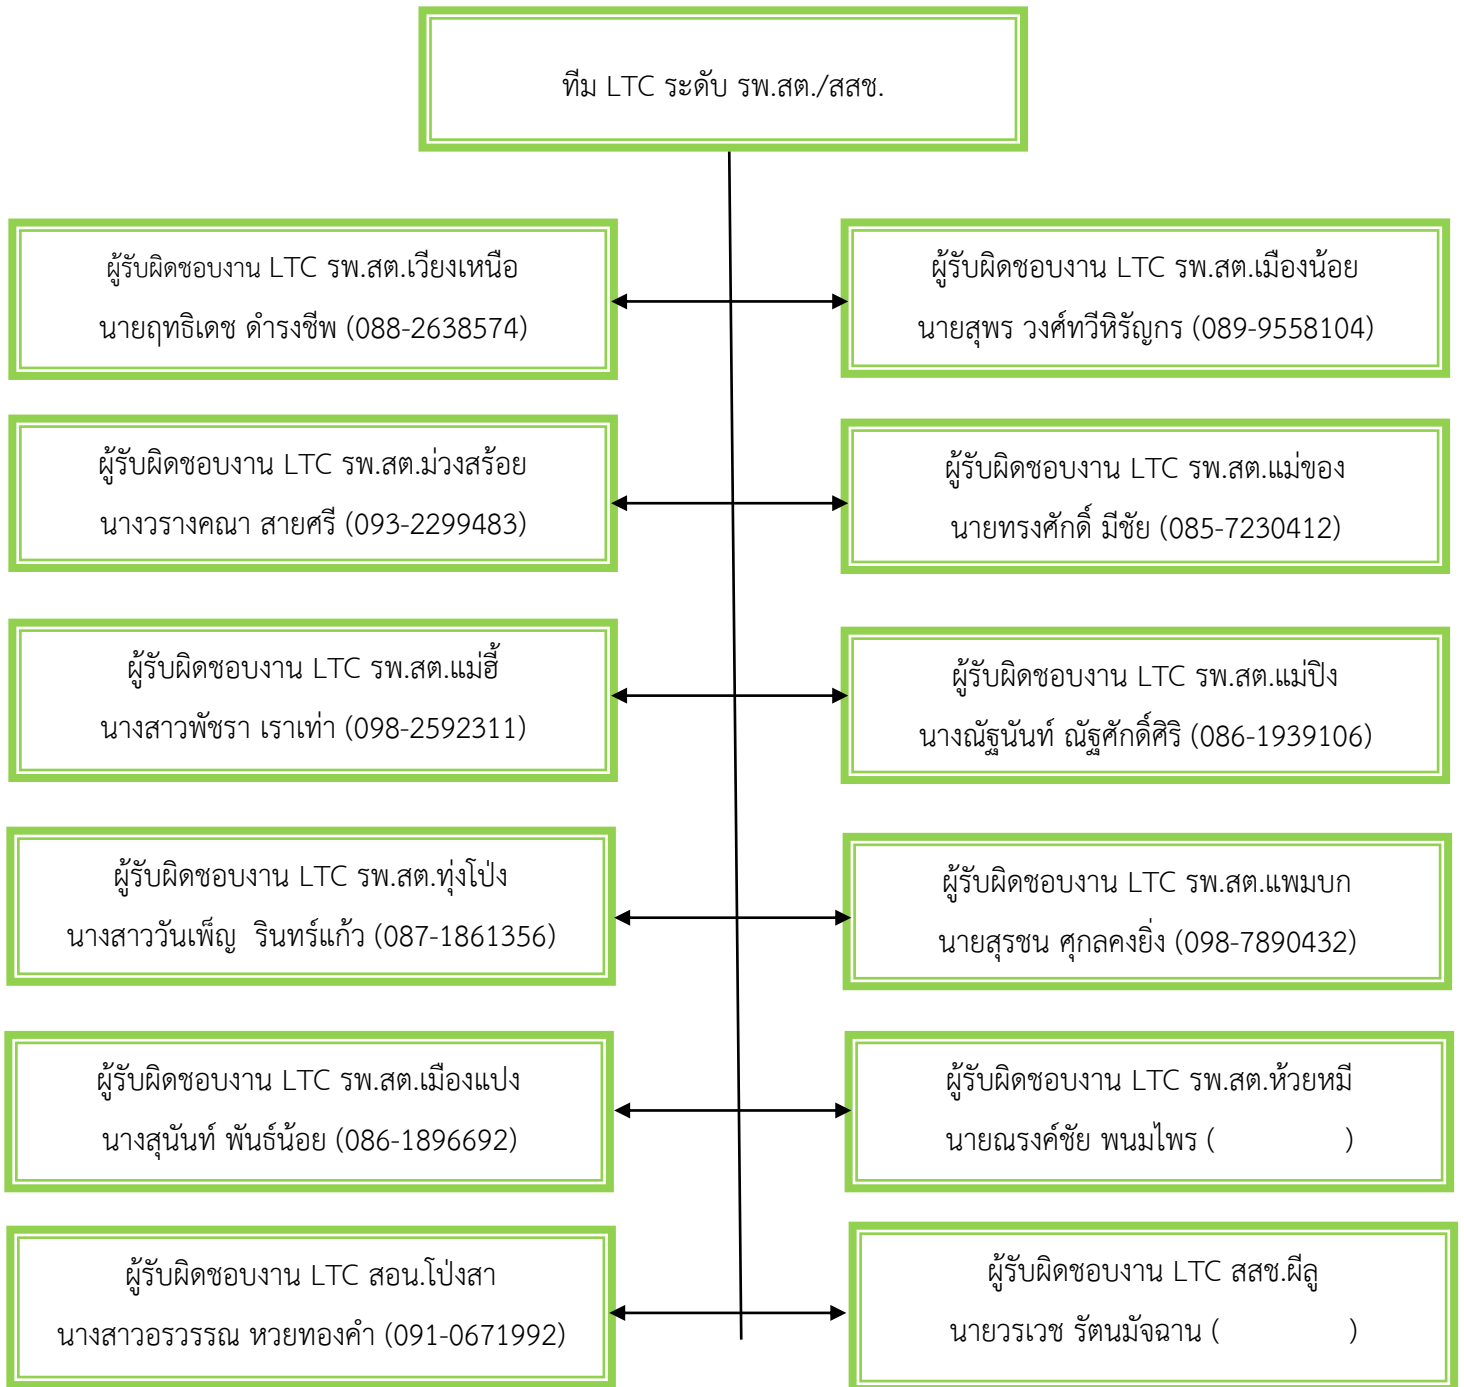 ทีม LTC ระดับ รพ.สต./สสช.
ผู้รับผิดชอบงาน LTC รพ.สต.เวียงเหนือ
นายฤทธิเดช ดำรงชีพ (088-2638574)
ผู้รับผิดชอบงาน LTC รพ.สต.เมืองน้อย
นายสุพร วงศ์ทวีหิรัญกร (089-9558104)
ผู้รับผิดชอบงาน LTC รพ.สต.ม่วงสร้อย
นางวรางคณา สายศรี (093-2299483)
ผู้รับผิดชอบงาน LTC รพ.สต.แม่ของ
นายทรงศักดิ์ มีชัย (085-7230412)
ผู้รับผิดชอบงาน LTC รพ.สต.แม่ฮี้
นางสาวพัชรา เราเท่า (098-2592311)
ผู้รับผิดชอบงาน LTC รพ.สต.แม่ปิง
นางณัฐนันท์ ณัฐศักดิ์ศิริ (086-1939106)
ผู้รับผิดชอบงาน LTC รพ.สต.ทุ่งโป่ง
นางสาววันเพ็ญ  รินทร์แก้ว (087-1861356)
ผู้รับผิดชอบงาน LTC รพ.สต.แพมบก
นายสุรชน ศุกลคงยิ่ง (098-7890432)
ผู้รับผิดชอบงาน LTC รพ.สต.เมืองแปง
นางสุนันท์ พันธ์น้อย (086-1896692)
ผู้รับผิดชอบงาน LTC รพ.สต.ห้วยหมี
นายณรงค์ชัย พนมไพร (                )
ผู้รับผิดชอบงาน LTC สอน.โป่งสา
นางสาวอรวรรณ หวยทองคำ (091-0671992)
ผู้รับผิดชอบงาน LTC สสช.ผีลู
นายวรเวช รัตนมัจฉาน (                )